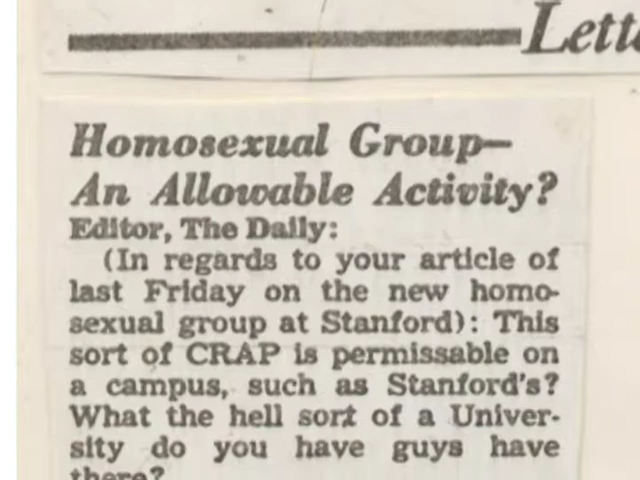 Homosexual Group—
An Allowable Activity?
Editor, The Daily:
(In regards to your article of
last Friday on the new homo-
sexual group at Stanford): This
sort of CRAP is permissable on
a campus, such as Stanford's?
What the hell sort of a Univer-
sity do you have guys have
there?